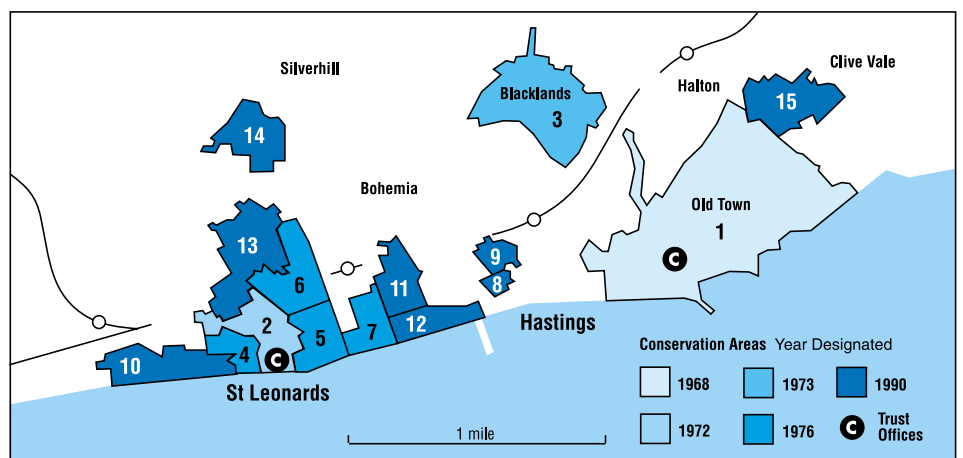 Silverhill
Blacklands
3
Halton
Clive Vale
15
14
Bohemia
Old Town
1
C
13
6
9
8
11
2
5
7
12
4
C
10
Hastings
St Leonards
Conservation Areas Year Designated
1968
1973
1990
1972
1976
C
Trust
Offices
1 mile